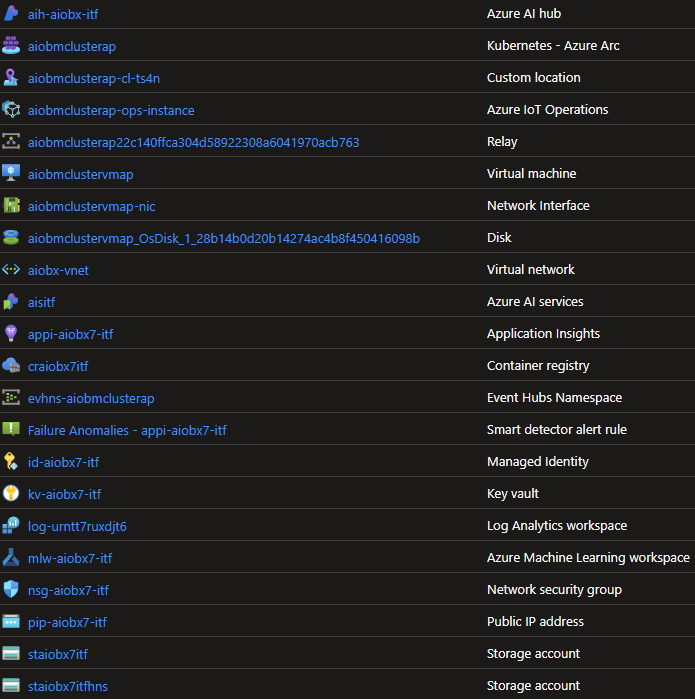 aih-aiobx-itf Azure AI hub
aiobmclusterap Kubernetes - Azure Arc
aiobmclusterap-cl-ts4n Custom location
aiobmclusterap-ops-instance Azure IoT Operations
aiobmclusterap22c140ffca304d58922308a6041970acb763 Relay
aiobmclustervmap Virtual machine
aiobmclustervmap-nic Network Interface
aiobmclustervmap_OsDisk_1_28b14b0d20b14274ac4b8f450416098b Disk
aiobx-vnet Virtual network
aisitf Azure AI services
appi-aiobx7-itf Application Insights
craiobx7itf Container registry
evhns-aiobmclusterap Event Hubs Namespace
Failure Anomalies - appi-aiobx7-itf Smart detector alert rule
id-aiobx7-itf Managed Identity
kv-aiobx7-itf Key vault
log-urntt7ruxdjt6 Log Analytics workspace
mlw-aiobx7-itf Azure Machine Learning workspace
nsg-aiobx7-itf Network security group
pip-aiobx7-itf Public IP address
staiobx7itf Storage account
staiobx7itfhns Storage account